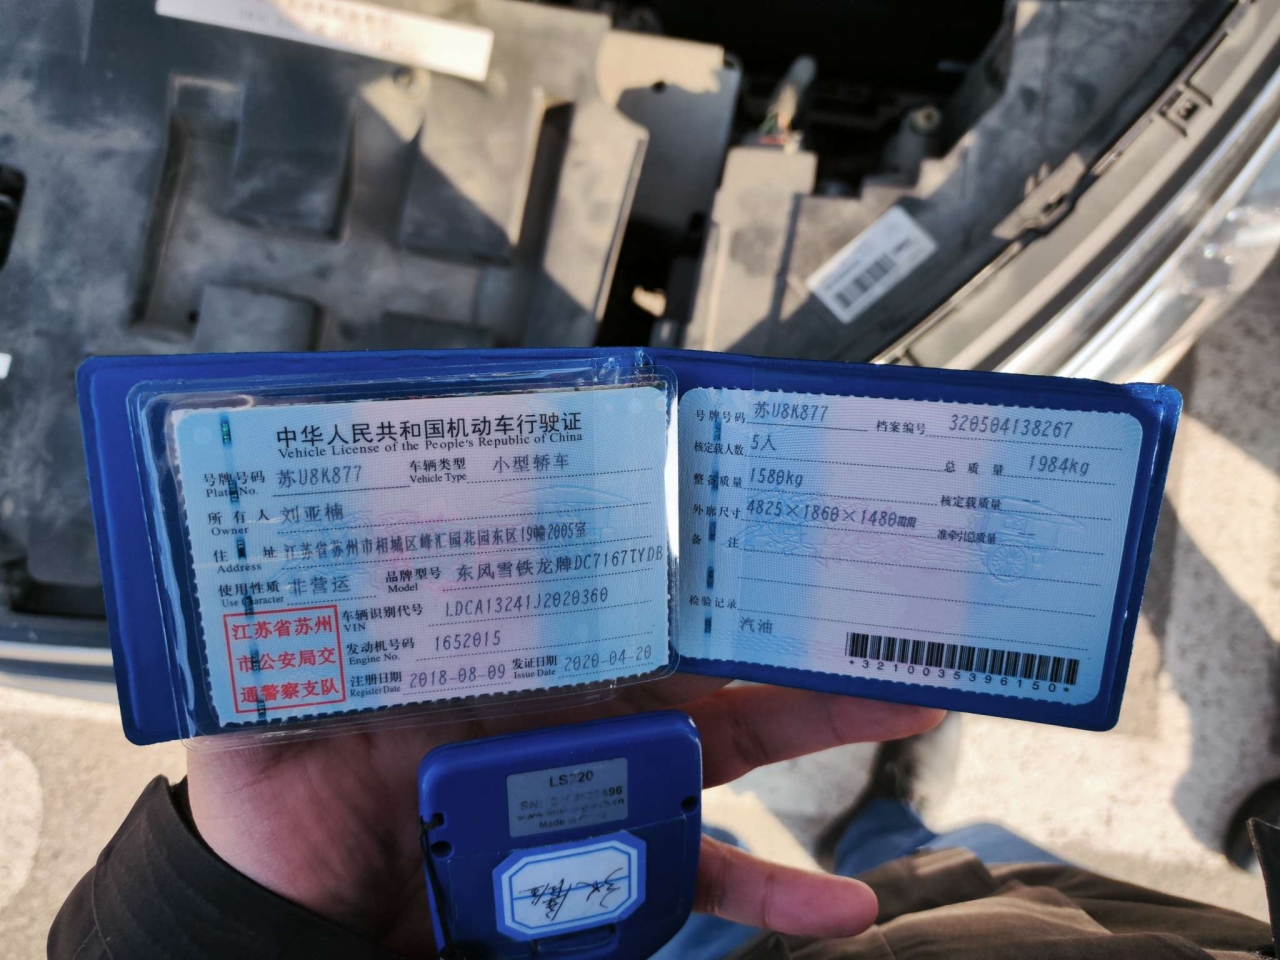 中华人民共和国机动车行驶证
Vehicle License of the People's Republic of China
号牌号码 苏U8K877 车辆类型 小型轿车
Plate No. Vehicle Type
所有人 刘亚楠
Owner
住址 江苏省苏州市相城区峰汇园花园东区19幢2005室
Address
使用性质 非营运 品牌型号 东风雪铁龙牌DC7167TYDB
Use Character Model
江苏省苏州
市公安局交
通警察支队
车辆识别代号 LDCA13241J2020360
VIN
发动机号码 1652015
Engine No.
注册日期 2018-08-09 发证日期 2020-04-20
Register Date Issue Date
号牌号码 苏U8K877 档案编号 320504138267
核定载人数 5人 总质量 1984kg
整备质量 1580kg 核定载质量 --
外廓尺寸 4825×1860×1480mm 准牵引总质量 --
备注
检验记录
汽油
*3210035396150*
LS220
SN:
Made in